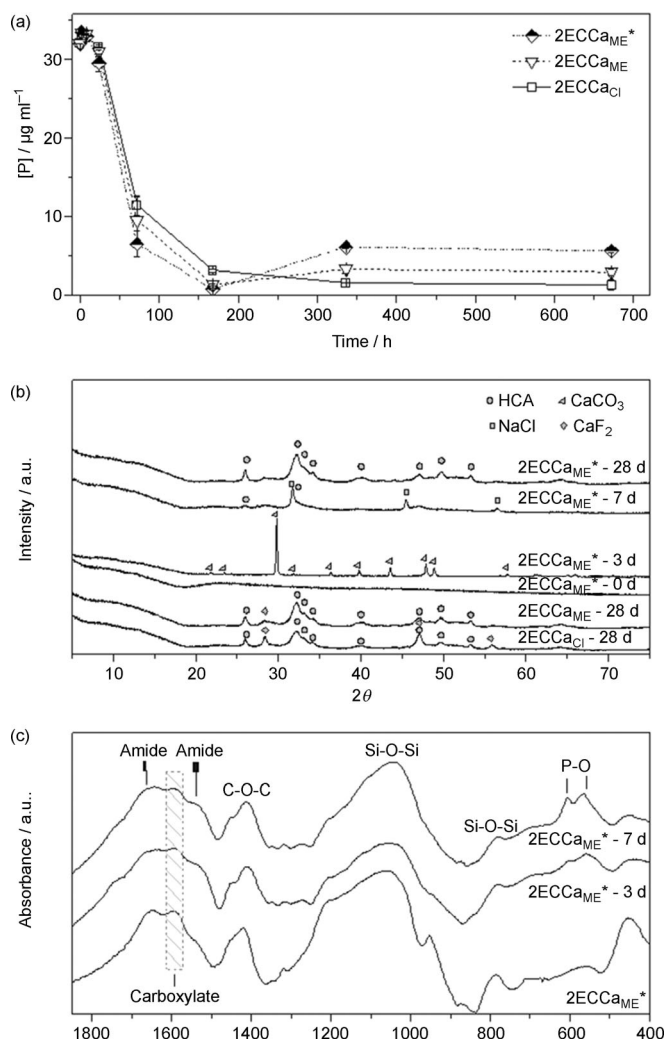 (a)
2ECCa_ME*
2ECCa_ME
2ECCa_Cl
[P] / μg ml⁻¹
30
20
10
0
0 100 200 300 400 500 600 700
Time / h
(b)
HCA CaCO₃
NaCl CaF₂
Intensity / a.u.
2ECCa_ME* - 28 d
2ECCa_ME* - 7 d
2ECCa_ME* - 3 d
2ECCa_ME* - 0 d
2ECCa_ME - 28 d
2ECCa_Cl - 28 d
10 20 30 40 50 60 70
2θ
(c)
Amide Amide
C-O-C
Si-O-Si
P-O
Si-O-Si
Absorbance / a.u..
2ECCa_ME* - 7 d
2ECCa_ME* - 3 d
2ECCa_ME*
Carboxylate
1800 1600 1400 1200 1000 800 600 400